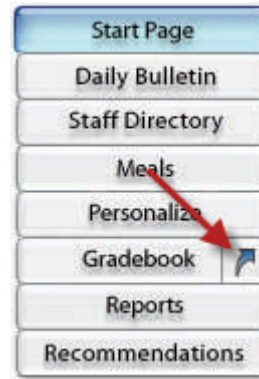 Start Page
Daily Bulletin
Staff Directory
Meals
Personalize
Gradebook
Reports
Recommendations